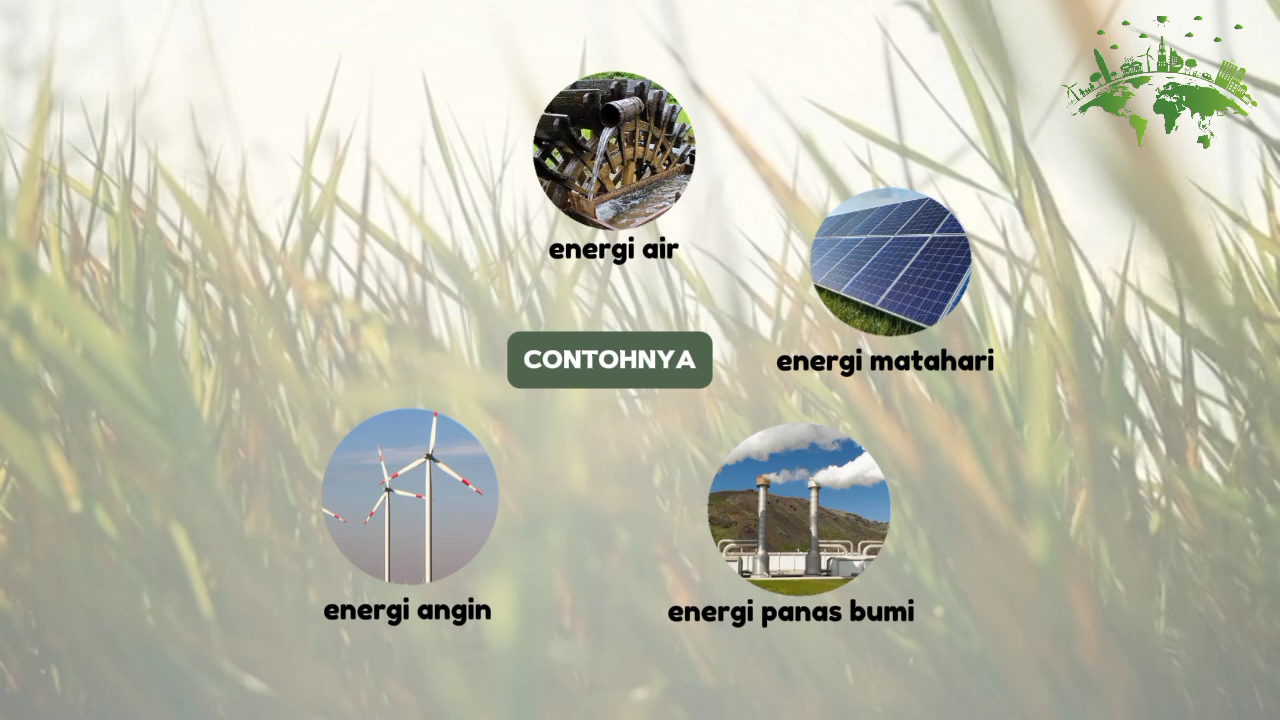 energi air
CONTOHNYA
energi matahari
energi angin
energi panas bumi